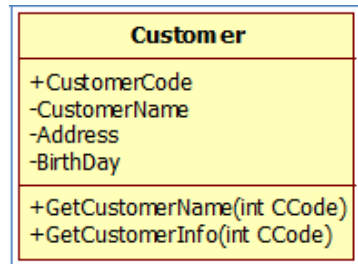 Customer
+CustomerCode
-CustomerName
-Address
-BirthDay
+GetCustomerName(int CCode)
+GetCustomerInfo(int CCode)